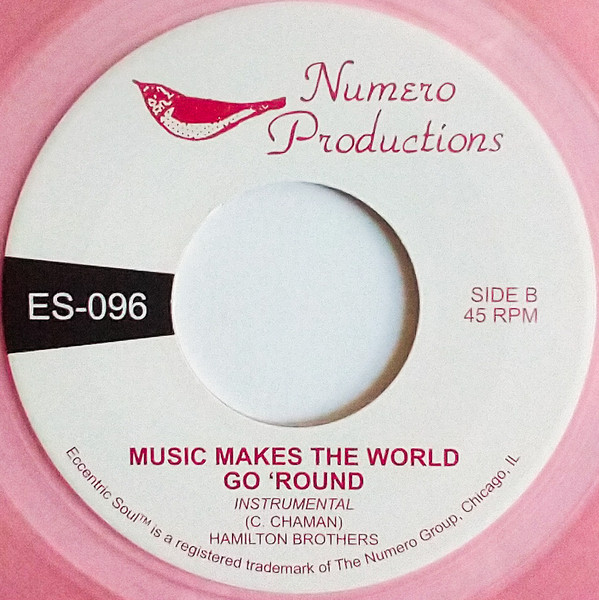 Numero
Productions
ES-096
SIDE B
45 RPM
MUSIC MAKES THE WORLD
GO ‘ROUND
INSTRUMENTAL
(C. CHAMAN)
HAMILTON BROTHERS
Eccentric Soul™ is a registered trademark of The Numero Group, Chicago, IL